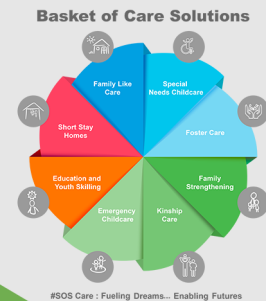 Basket of Care Solutions
Family Like
Care
Special
Needs Childcare
Short Stay
Homes
Foster Care
Education and
Youth Skilling
Family
Strengthening
Emergency
Childcare
Kinship
Care
#SOS Care : Fueling Dreams... Enabling Futures